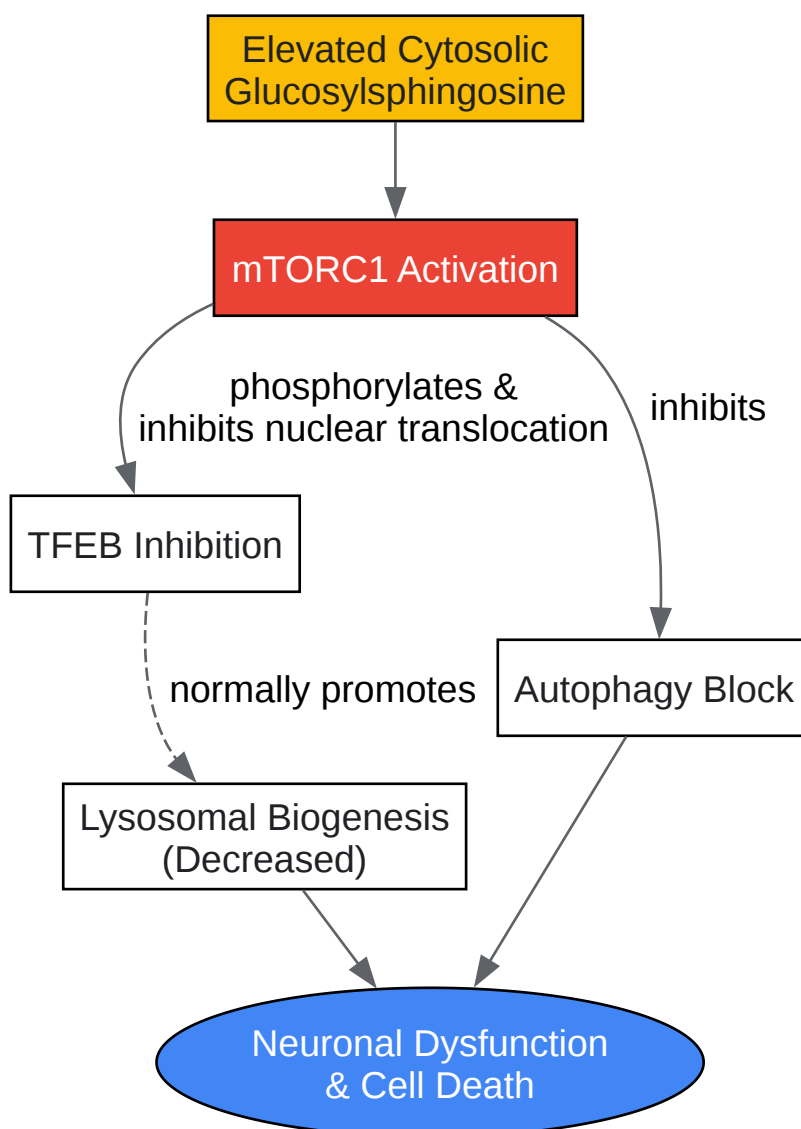 Elevated Cytosolic
Glucosylsphingosine
mTORC1 Activation
phosphorylates &
inhibits nuclear translocation
inhibits
TFEB Inhibition
normally promotes
Autophagy Block
Lysosomal Biogenesis
(Decreased)
Neuronal Dysfunction
& Cell Death